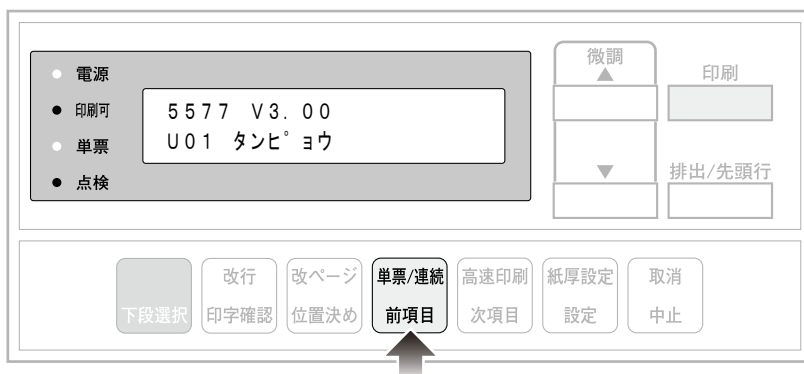 電源
印刷可
単票
点検
5577 V3.00
U01 タンピョウ
微調
▲
▼
印刷
排出/先頭行
下段選択
改行
印字確認
改ページ
位置決め
単票/連続
前項目
高速印刷
次項目
紙厚設定
設定
取消
中止